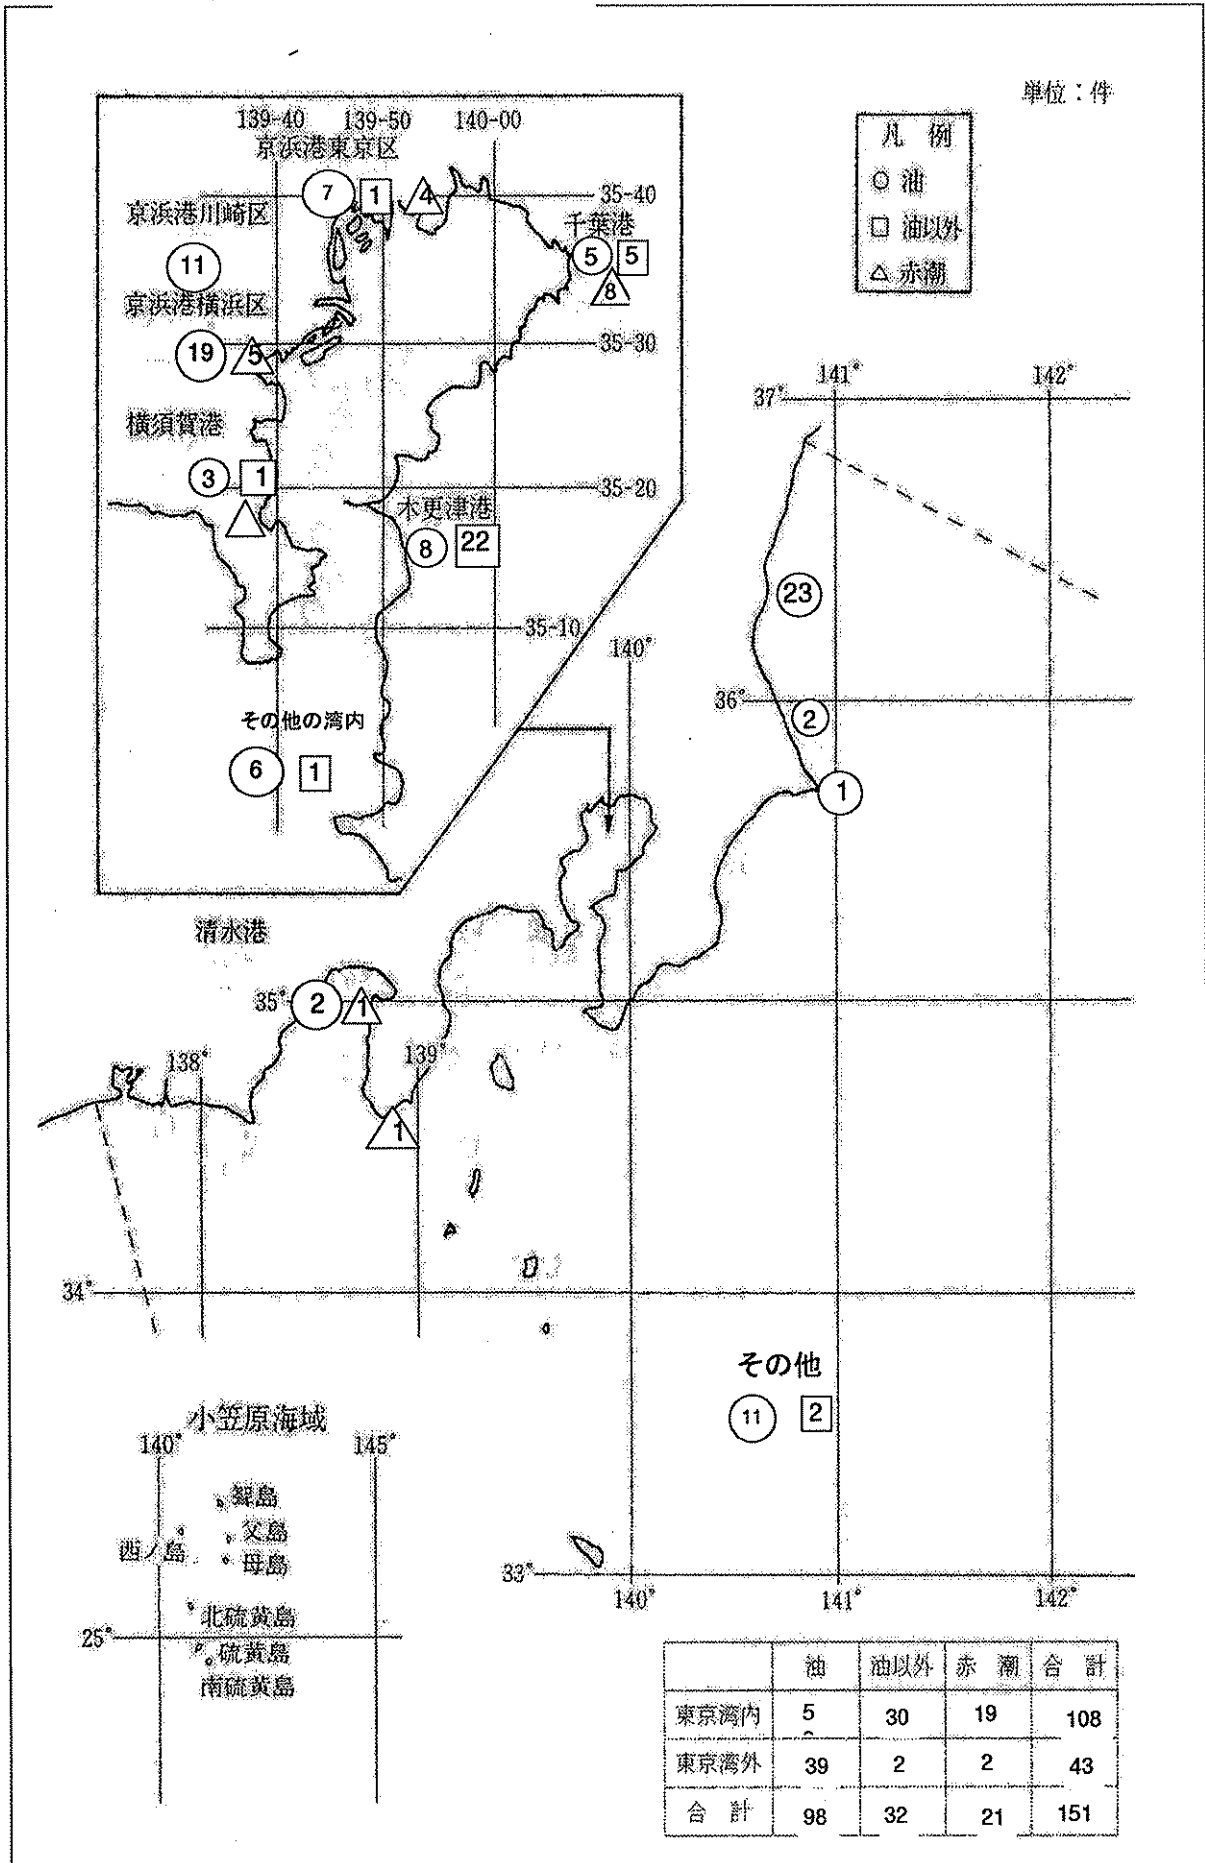 単位：件
凡 例
○ 油
□ 油以外
△ 赤潮
139-40 139-50 140-00
京浜港東京区
7 1 4
35-40
京浜港川崎区
11
千葉港
5 5
8
京浜港横浜区
19 5
35-30
横須賀港
3 1
35-20
木更津港
8 22
35-10
その他の湾内
6 1
141° 142°
37°
23
140°
36°
2
1
清水港
35° 2 1
138° 139°
1
34°
その他
11 2
33°
140° 141° 142°
小笠原海域
140° 145°
聟島
父島
西ノ島
母島
北硫黄島
25°
硫黄島
南硫黄島
油 油以外 赤 潮 合 計
東京湾内 5 30 19 108
東京湾外 39 2 2 43
合 計 98 32 21 151